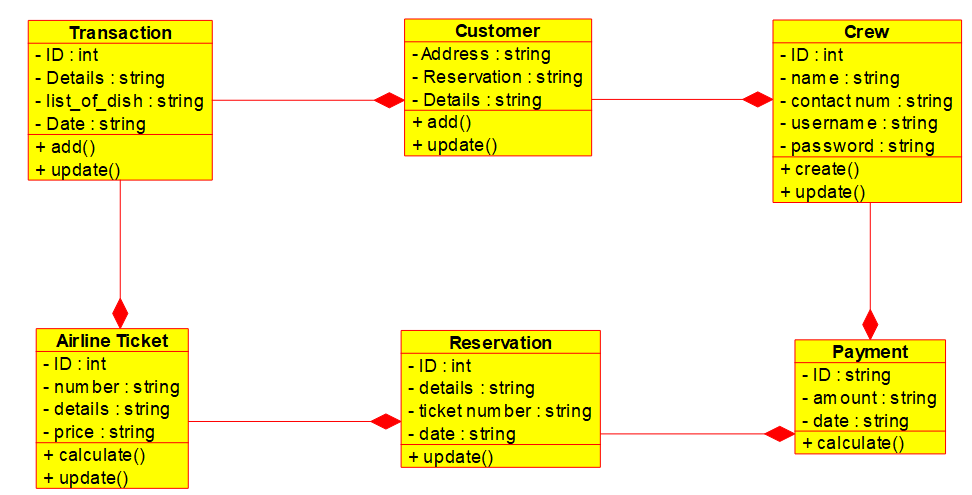 Transaction
- ID : int
- Details : string
- list_of_dish : string
- Date : string
+ add()
+ update()
Customer
- Address : string
- Reservation : string
- Details : string
+ add()
+ update()
Crew
- ID : int
- name : string
- contact num : string
- username : string
- password : string
+ create()
+ update()
Airline Ticket
- ID : int
- number : string
- details : string
- price : string
+ calculate()
+ update()
Reservation
- ID : int
- details : string
- ticket number : string
- date : string
+ update()
Payment
- ID : string
- amount : string
- date : string
+ calculate()